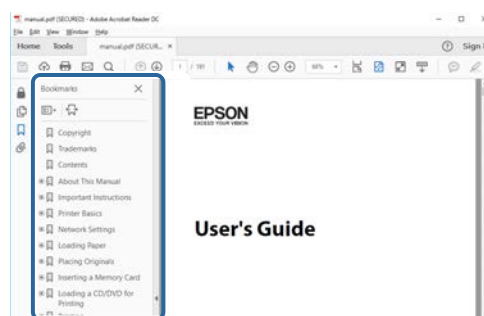 manual.pdf (SECURED) - Adobe Acrobat Reader DC
File Edit View Window Help
Home Tools manual.pdf (SECUR... ×
Sign
1 / 191
Bookmarks
Copyright
Trademarks
Contents
About This Manual
Important Instructions
Printer Basics
Network Settings
Loading Paper
Placing Originals
Inserting a Memory Card
Loading a CD/DVD for
Printing
Printing
EPSON
EXCEED YOUR VISION
User's Guide